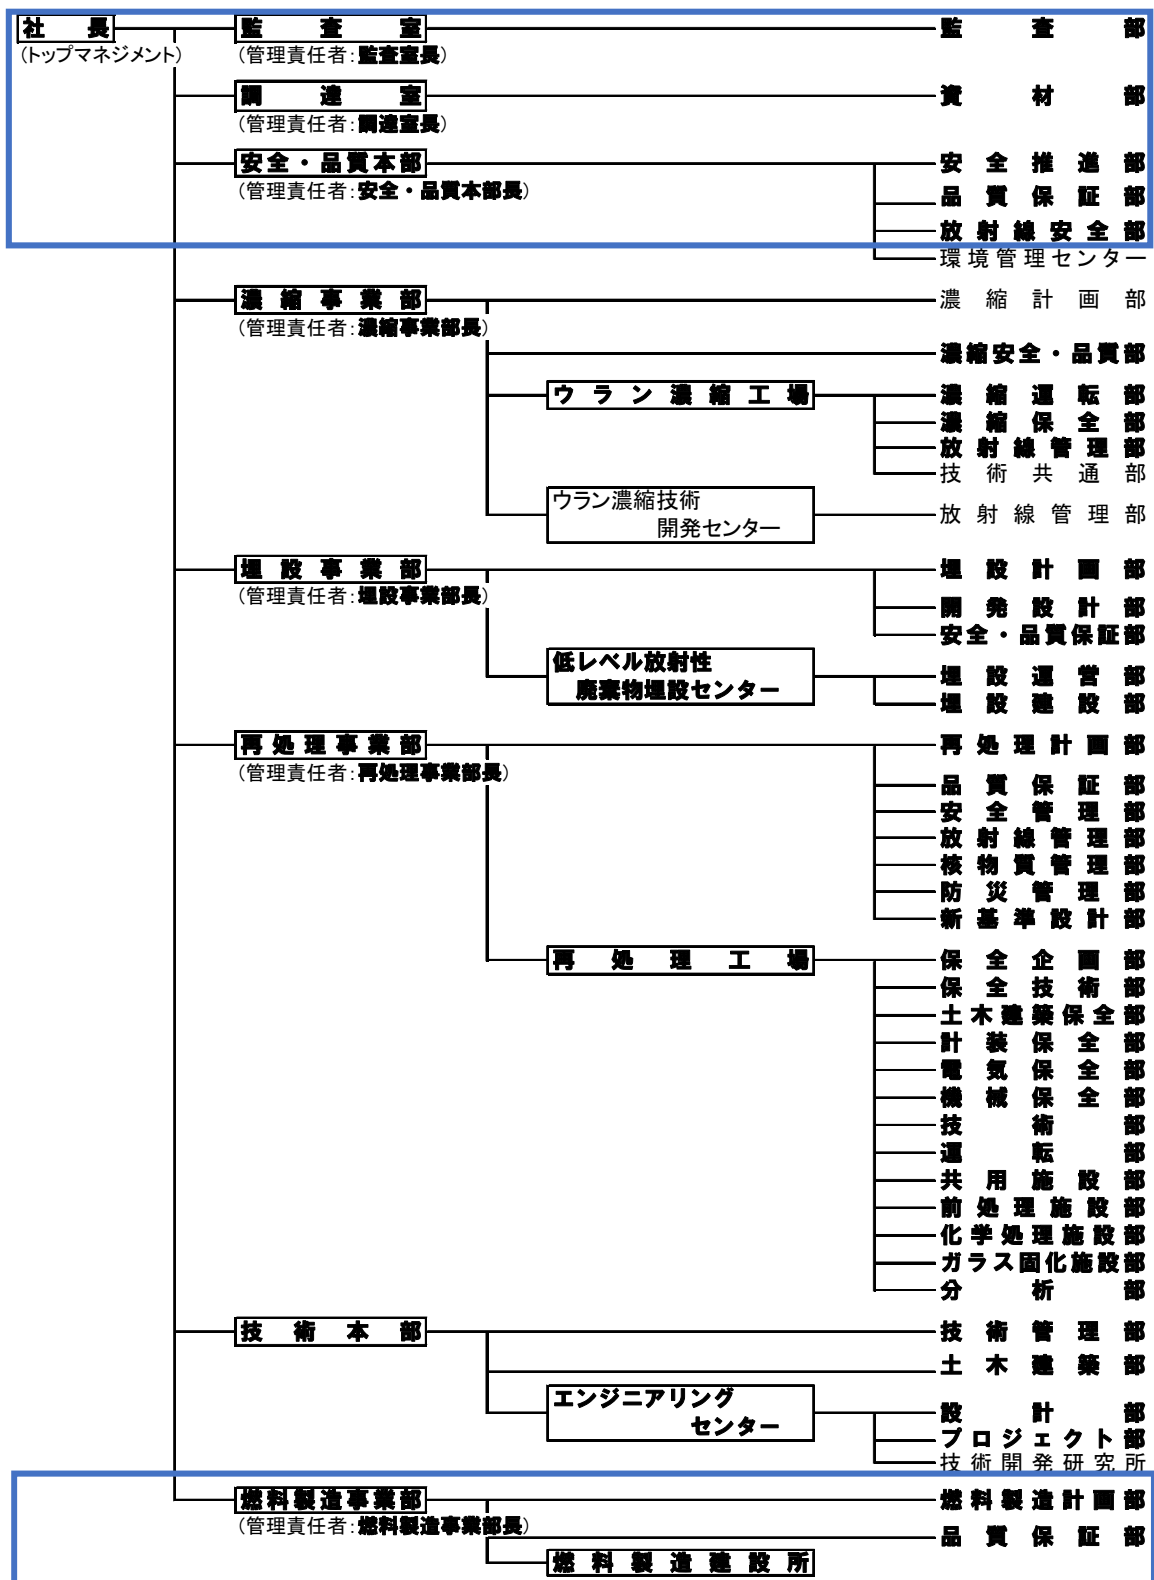 社長 監査室 監査部
(トップマネジメント) (管理責任者:監査室長)
調達室 資材部
(管理責任者:調達室長)
安全・品質本部 安全推進部
(管理責任者:安全・品質本部長) 品質保証部
放射線安全部
環境管理センター
濃縮事業部 濃縮計画部
(管理責任者:濃縮事業部長)
濃縮安全・品質部
ウラン濃縮工場 濃縮運転部
濃縮保全部
放射線管理部
技術共通部
ウラン濃縮技術
開発センター 放射線管理部
埋設事業部 埋設計画部
(管理責任者:埋設事業部長)
開発設計部
安全・品質保証部
低レベル放射性
廃棄物埋設センター 埋設運営部
埋設建設部
再処理事業部 再処理計画部
(管理責任者:再処理事業部長)
品質保証部
安全管理部
放射線管理部
核物質管理部
防災管理部
新基準設計部
再処理工場 保全企画部
保全技術部
土木建築保全部
計装保全部
電気保全部
機械保全部
技術部
運転部
共用施設部
前処理施設部
化学処理施設部
ガラス固化施設部
分析部
技術本部 技術管理部
土木建築部
エンジニアリング
センター 設計部
プロジェクト部
技術開発研究所
燃料製造事業部 燃料製造計画部
(管理責任者:燃料製造事業部長)
品質保証部
燃料製造建設所